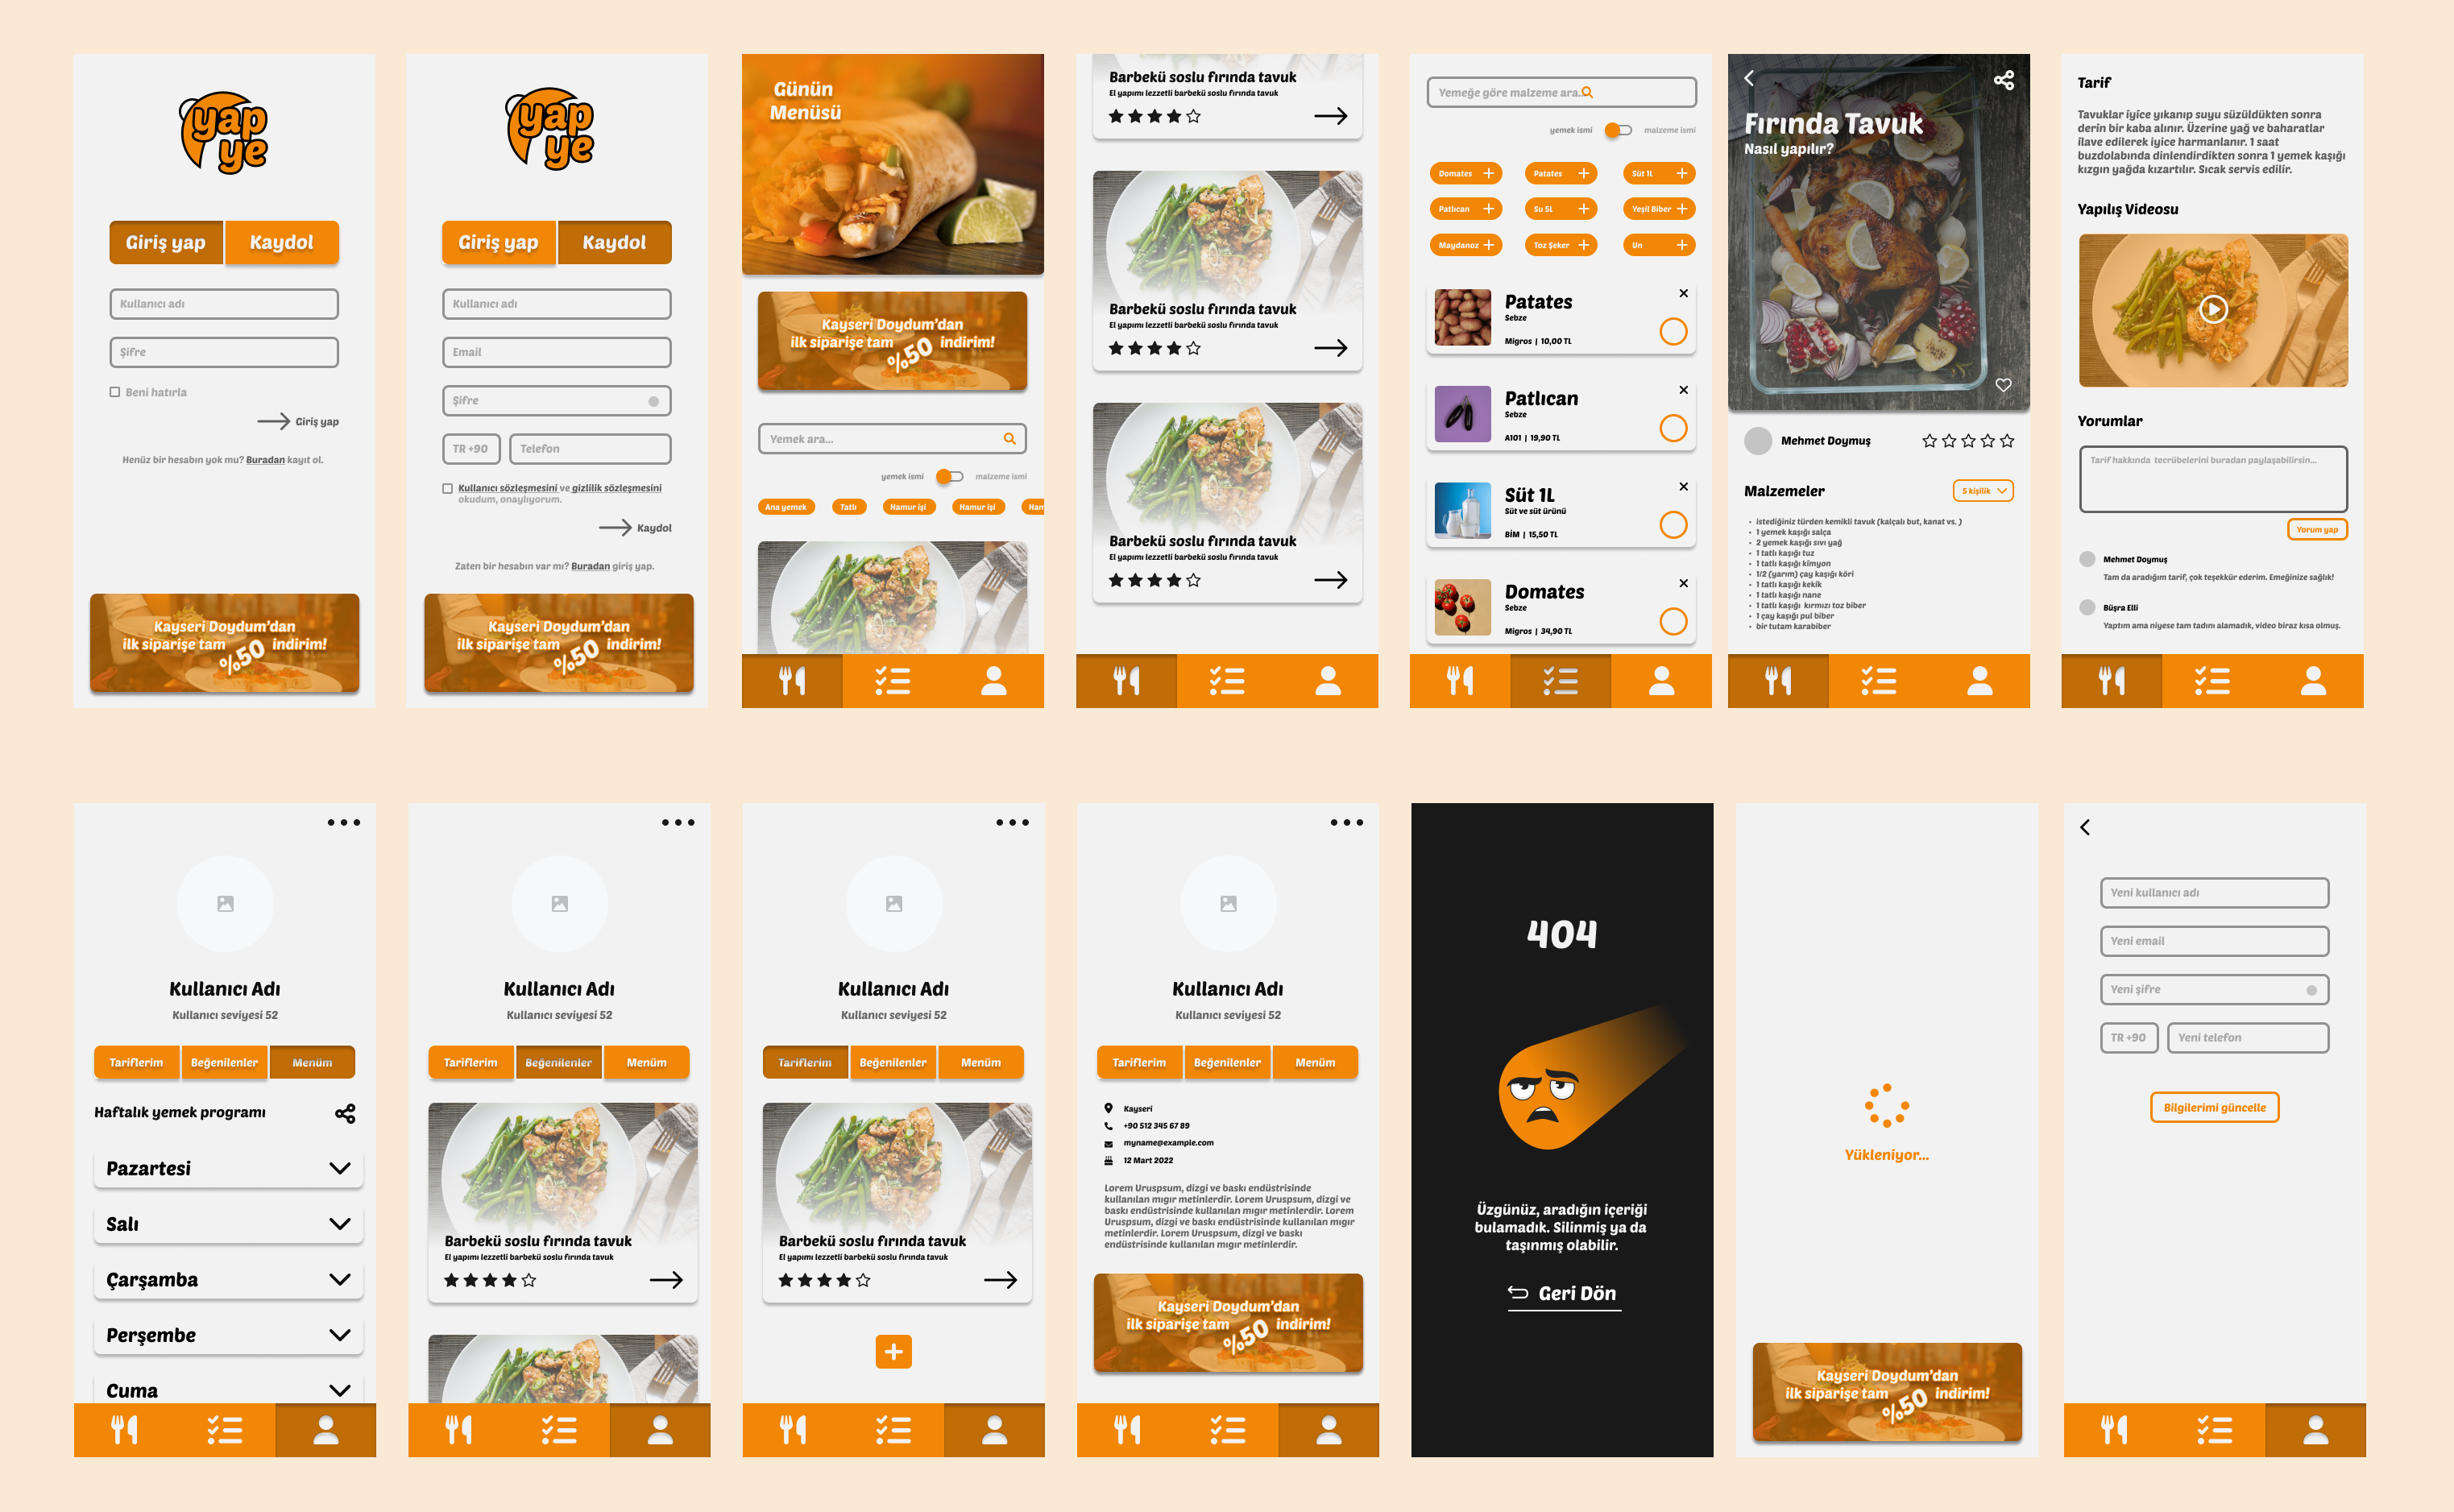 yap
ye
Giriş yap
Kaydol
Kullanıcı adı
Şifre
Beni hatırla
Giriş yap
Henüz bir hesabın yok mu? Buradan kayıt ol.
Kayseri Doydum'dan
ilk siparişe tam %50 indirim!
yap
ye
Giriş yap
Kaydol
Kullanıcı adı
Email
Şifre
TR +90
Telefon
Kullanıcı sözleşmesini ve gizlilik sözleşmesini
okudum, onaylıyorum.
Kaydol
Zaten bir hesabın var mı? Buradan giriş yap.
Kayseri Doydum'dan
ilk siparişe tam %50 indirim!
Günün
Menüsü
Kayseri Doydum'dan
ilk siparişe tam %50 indirim!
Yemek ara...
yemek ismi
malzeme ismi
Ana yemek
Tatlı
Hamur işi
Hamur işi
Ham
Barbekü soslu fırında tavuk
El yapımı lezzetli barbekü soslu fırında tavuk
Barbekü soslu fırında tavuk
El yapımı lezzetli barbekü soslu fırında tavuk
Barbekü soslu fırında tavuk
El yapımı lezzetli barbekü soslu fırında tavuk
Yemeğe göre malzeme ara..
yemek ismi
malzeme ismi
Domates
Patates
Süt 1L
Patlıcan
Su 5L
Yeşil Biber
Maydanoz
Toz Şeker
Un
Patates
Sebze
Migros | 10,00 TL
Patlıcan
Sebze
A101 | 19,90 TL
Süt 1L
Süt ve süt ürünü
BİM | 15,50 TL
Domates
Sebze
Migros | 34,90 TL
Fırında Tavuk
Nasıl yapılır?
Mehmet Doymuş
Malzemeler
5 kişilik
• istediğiniz türden kemikli tavuk (kalçalı but, kanat vs. )
• 1 yemek kaşığı salça
• 2 yemek kaşığı sıvı yağ
• 1 tatlı kaşığı tuz
• 1 tatlı kaşığı kimyon
• 1/2 (yarım) çay kaşığı köri
• 1 tatlı kaşığı kekik
• 1 tatlı kaşığı nane
• 1 tatlı kaşığı kırmızı toz biber
• 1 çay kaşığı pul biber
• bir tutam karabiber
Tarif
Tavuklar iyice yıkanıp suyu süzüldükten sonra
derin bir kaba alınır. Üzerine yağ ve baharatlar
ilave edilerek iyice harmanlanır. 1 saat
buzdolabında dinlendirdikten sonra 1 yemek kaşığı
kızgın yağda kızartılır. Sıcak servis edilir.
Yapılış Videosu
Yorumlar
Tarif hakkında tecrübelerini buradan paylaşabilirsin...
Yorum yap
Mehmet Doymuş
Tam da aradığım tarif, çok teşekkür ederim. Emeğinize sağlık!
Büşra Elli
Yaptım ama niyese tam tadını alamadık, video biraz kısa olmuş.
Kullanıcı Adı
Kullanıcı seviyesi 52
Tariflerim
Beğenilenler
Menüm
Haftalık yemek programı
Pazartesi
Salı
Çarşamba
Perşembe
Cuma
Kullanıcı Adı
Kullanıcı seviyesi 52
Tariflerim
Beğenilenler
Menüm
Barbekü soslu fırında tavuk
El yapımı lezzetli barbekü soslu fırında tavuk
Kullanıcı Adı
Kullanıcı seviyesi 52
Tariflerim
Beğenilenler
Menüm
Barbekü soslu fırında tavuk
El yapımı lezzetli barbekü soslu fırında tavuk
Kullanıcı Adı
Kullanıcı seviyesi 52
Tariflerim
Beğenilenler
Menüm
Kayseri
+90 512 345 67 89
myname@example.com
12 Mart 2022
Lorem Uruspsum, dizgi ve baskı endüstrisinde
kullanılan mıgır metinlerdir. Lorem Uruspsum, dizgi ve
baskı endüstrisinde kullanılan mıgır metinlerdir. Lorem
Uruspsum, dizgi ve baskı endüstrisinde kullanılan mıgır
metinlerdir. Lorem Uruspsum, dizgi ve baskı
endüstrisinde kullanılan mıgır metinlerdir.
Kayseri Doydum'dan
ilk siparişe tam %50 indirim!
404
Üzgünüz, aradığın içeriği
bulamadık. Silinmiş ya da
taşınmış olabilir.
Geri Dön
Yükleniyor...
Kayseri Doydum'dan
ilk siparişe tam %50 indirim!
Yeni kullanıcı adı
Yeni email
Yeni şifre
TR +90
Yeni telefon
Bilgilerimi güncelle